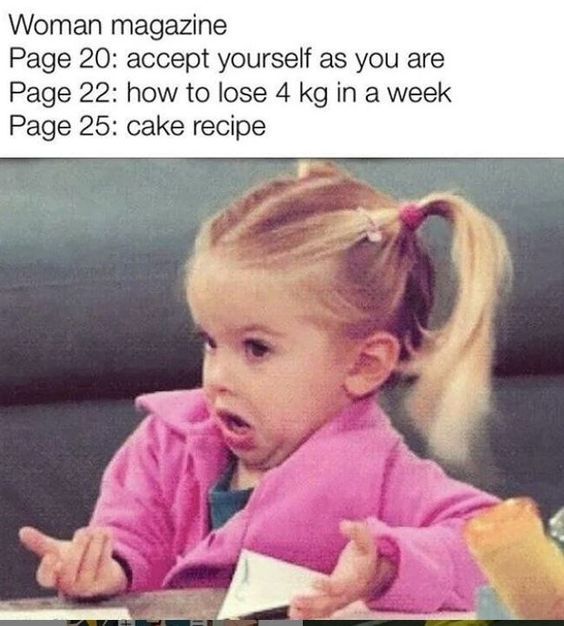 Woman magazine
Page 20: accept yourself as you are
Page 22: how to lose 4 kg in a week
Page 25: cake recipe